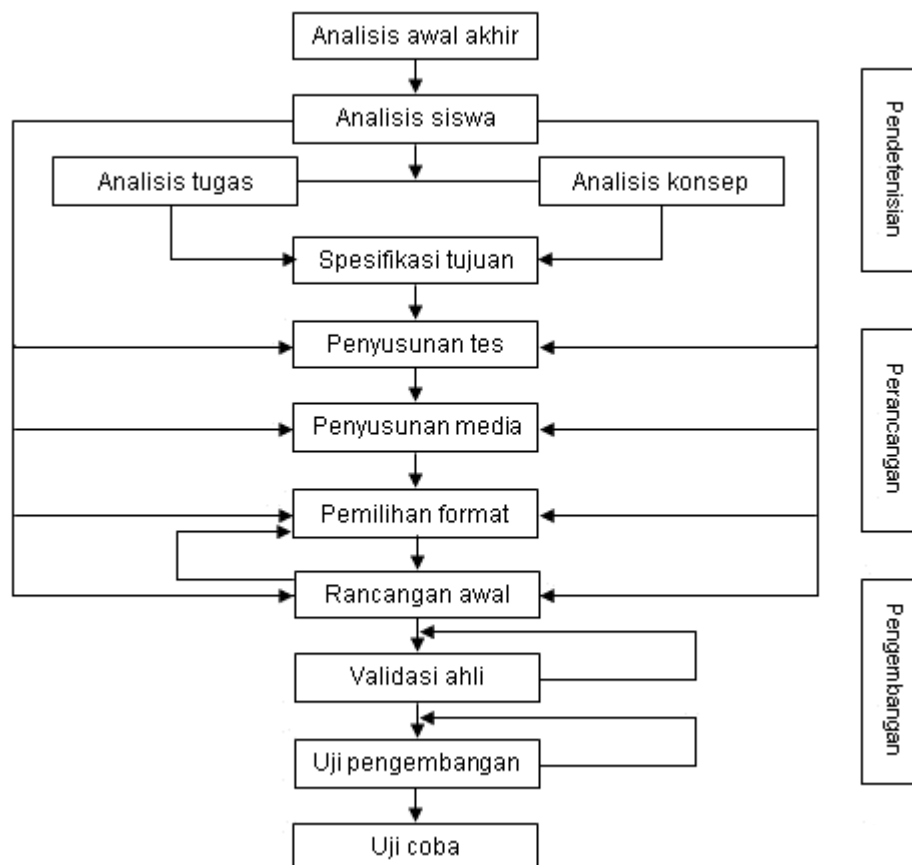 Analisis awal akhir
Analisis siswa
Analisis tugas
Analisis konsep
Spesifikasi tujuan
Penyusunan tes
Penyusunan media
Pemilihan format
Rancangan awal
Validasi ahli
Uji pengembangan
Uji coba
Pendefenisian
Perancangan
Pengembangan